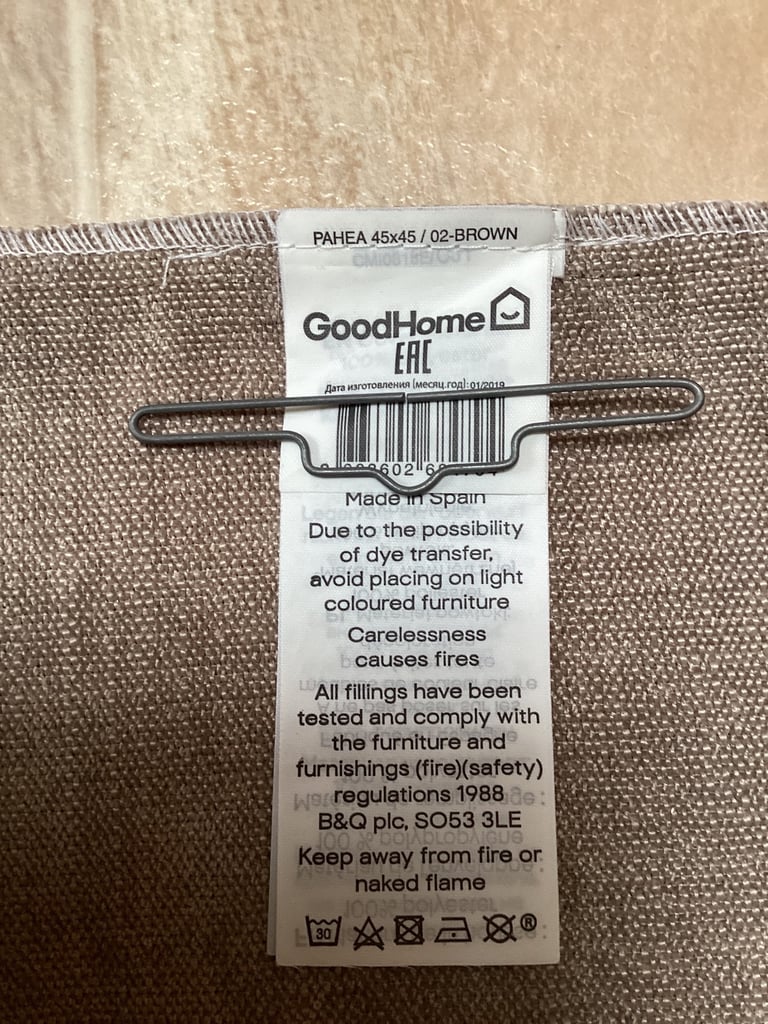 PAHEA 45x45 / 02-BROWN
GoodHome
EAC
Дата изготовления (месяц.год): 01/2019
Made in Spain
Due to the possibility
of dye transfer,
avoid placing on light
coloured furniture
Carelessness
causes fires
All fillings have been
tested and comply with
the furniture and
furnishings (fire)(safety)
regulations 1988
B&Q plc, SO53 3LE
Keep away from fire or
naked flame
30 ®